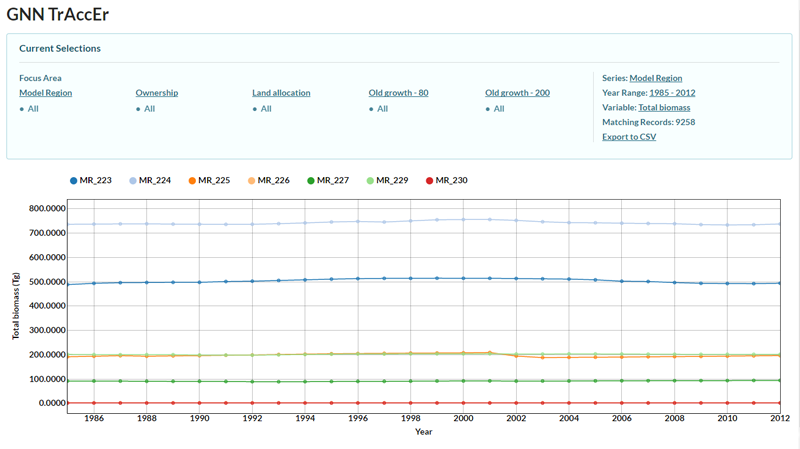 GNN TrAccEr
Current Selections
Focus Area
Model Region
All
Ownership
All
Land allocation
All
Old growth - 80
All
Old growth - 200
All
Series: Model Region
Year Range: 1985 - 2012
Variable: Total biomass
Matching Records: 9258
Export to CSV
MR_223 MR_224 MR_225 MR_226 MR_227 MR_229 MR_230
Total biomass (Tg)
800.0000
700.0000
600.0000
500.0000
400.0000
300.0000
200.0000
100.0000
0.0000
1986 1988 1990 1992 1994 1996 1998 2000 2002 2004 2006 2008 2010 2012
Year